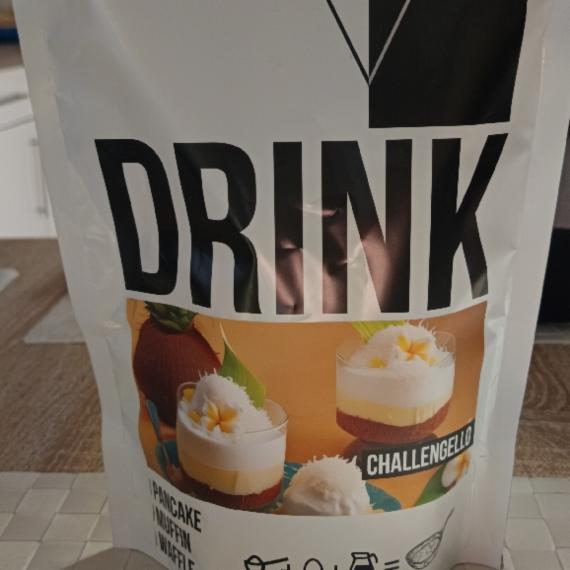 DRINK
CHALLENGELLO
/PANCAKE
/MUFFIN
/WAFFLE